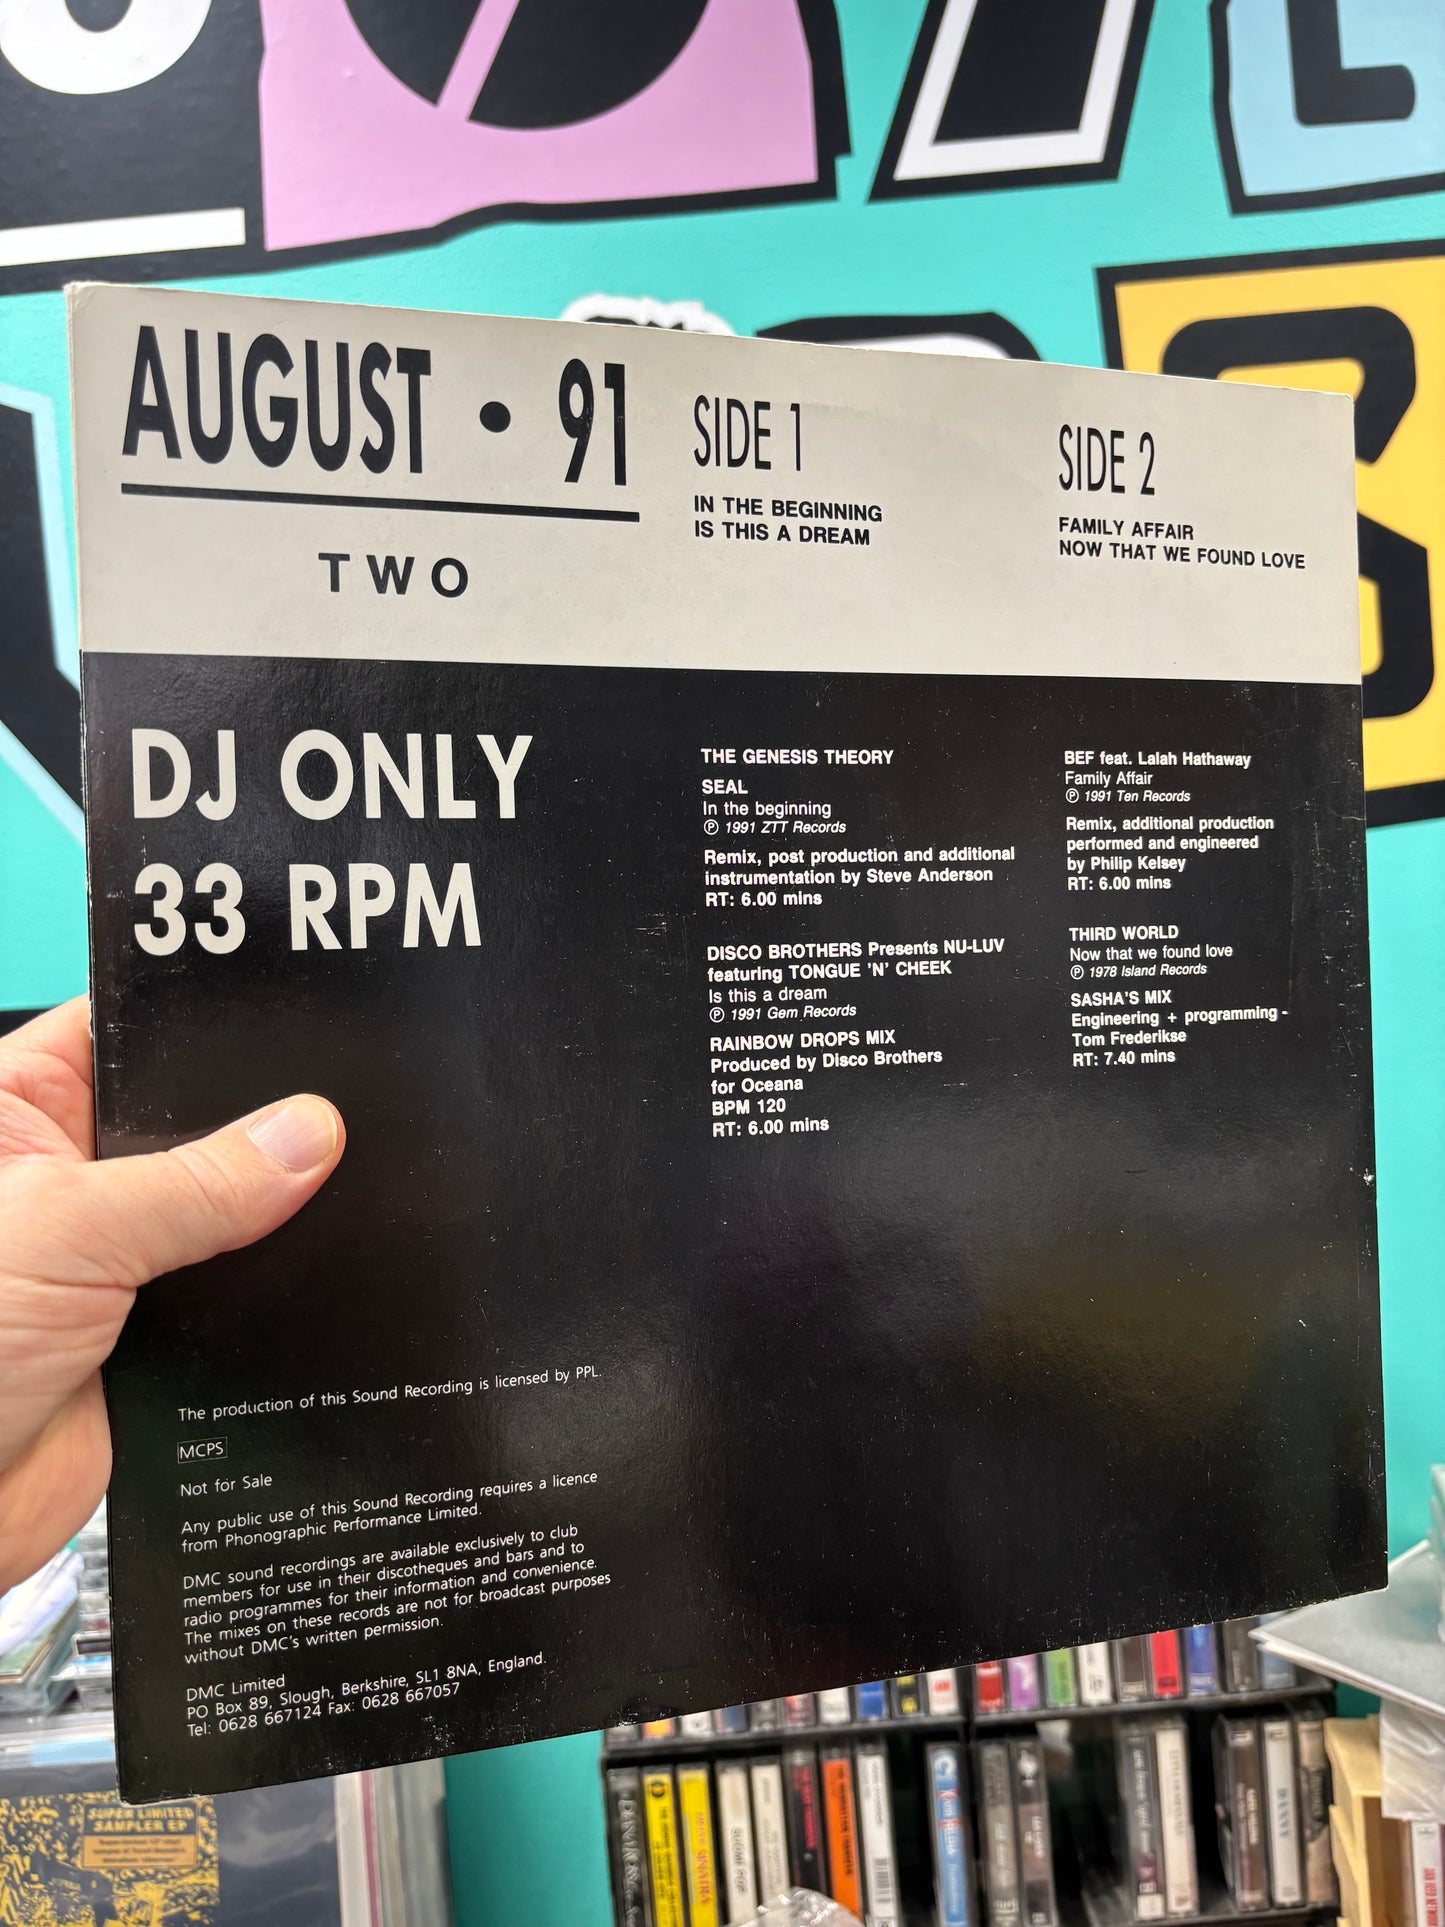 AUGUST • 91
TWO
SIDE 1
IN THE BEGINNING
IS THIS A DREAM
SIDE 2
FAMILY AFFAIR
NOW THAT WE FOUND LOVE
DJ ONLY
33 RPM
THE GENESIS THEORY
SEAL
In the beginning
Ⓟ 1991 ZTT Records
Remix, post production and additional
instrumentation by Steve Anderson
RT: 6.00 mins
DISCO BROTHERS Presents NU-LUV
featuring TONGUE 'N' CHEEK
Is this a dream
Ⓟ 1991 Gem Records
RAINBOW DROPS MIX
Produced by Disco Brothers
for Oceana
BPM 120
RT: 6.00 mins
BEF feat. Lalah Hathaway
Family Affair
Ⓟ 1991 Ten Records
Remix, additional production
performed and engineered
by Philip Kelsey
RT: 6.00 mins
THIRD WORLD
Now that we found love
Ⓟ 1978 Island Records
SASHA'S MIX
Engineering + programming -
Tom Frederikse
RT: 7.40 mins
The production of this Sound Recording is licensed by PPL.
MCPS
Not for Sale
Any public use of this Sound Recording requires a licence
from Phonographic Performance Limited.
DMC sound recordings are available exclusively to club
members for use in their discotheques and bars and to
radio programmes for their information and convenience.
The mixes on these records are not for broadcast purposes
without DMC's written permission.
DMC Limited
PO Box 89, Slough, Berkshire, SL1 8NA, England.
Tel: 0628 667124 Fax: 0628 667057
SUPER LIMITED
SAMPLER EP